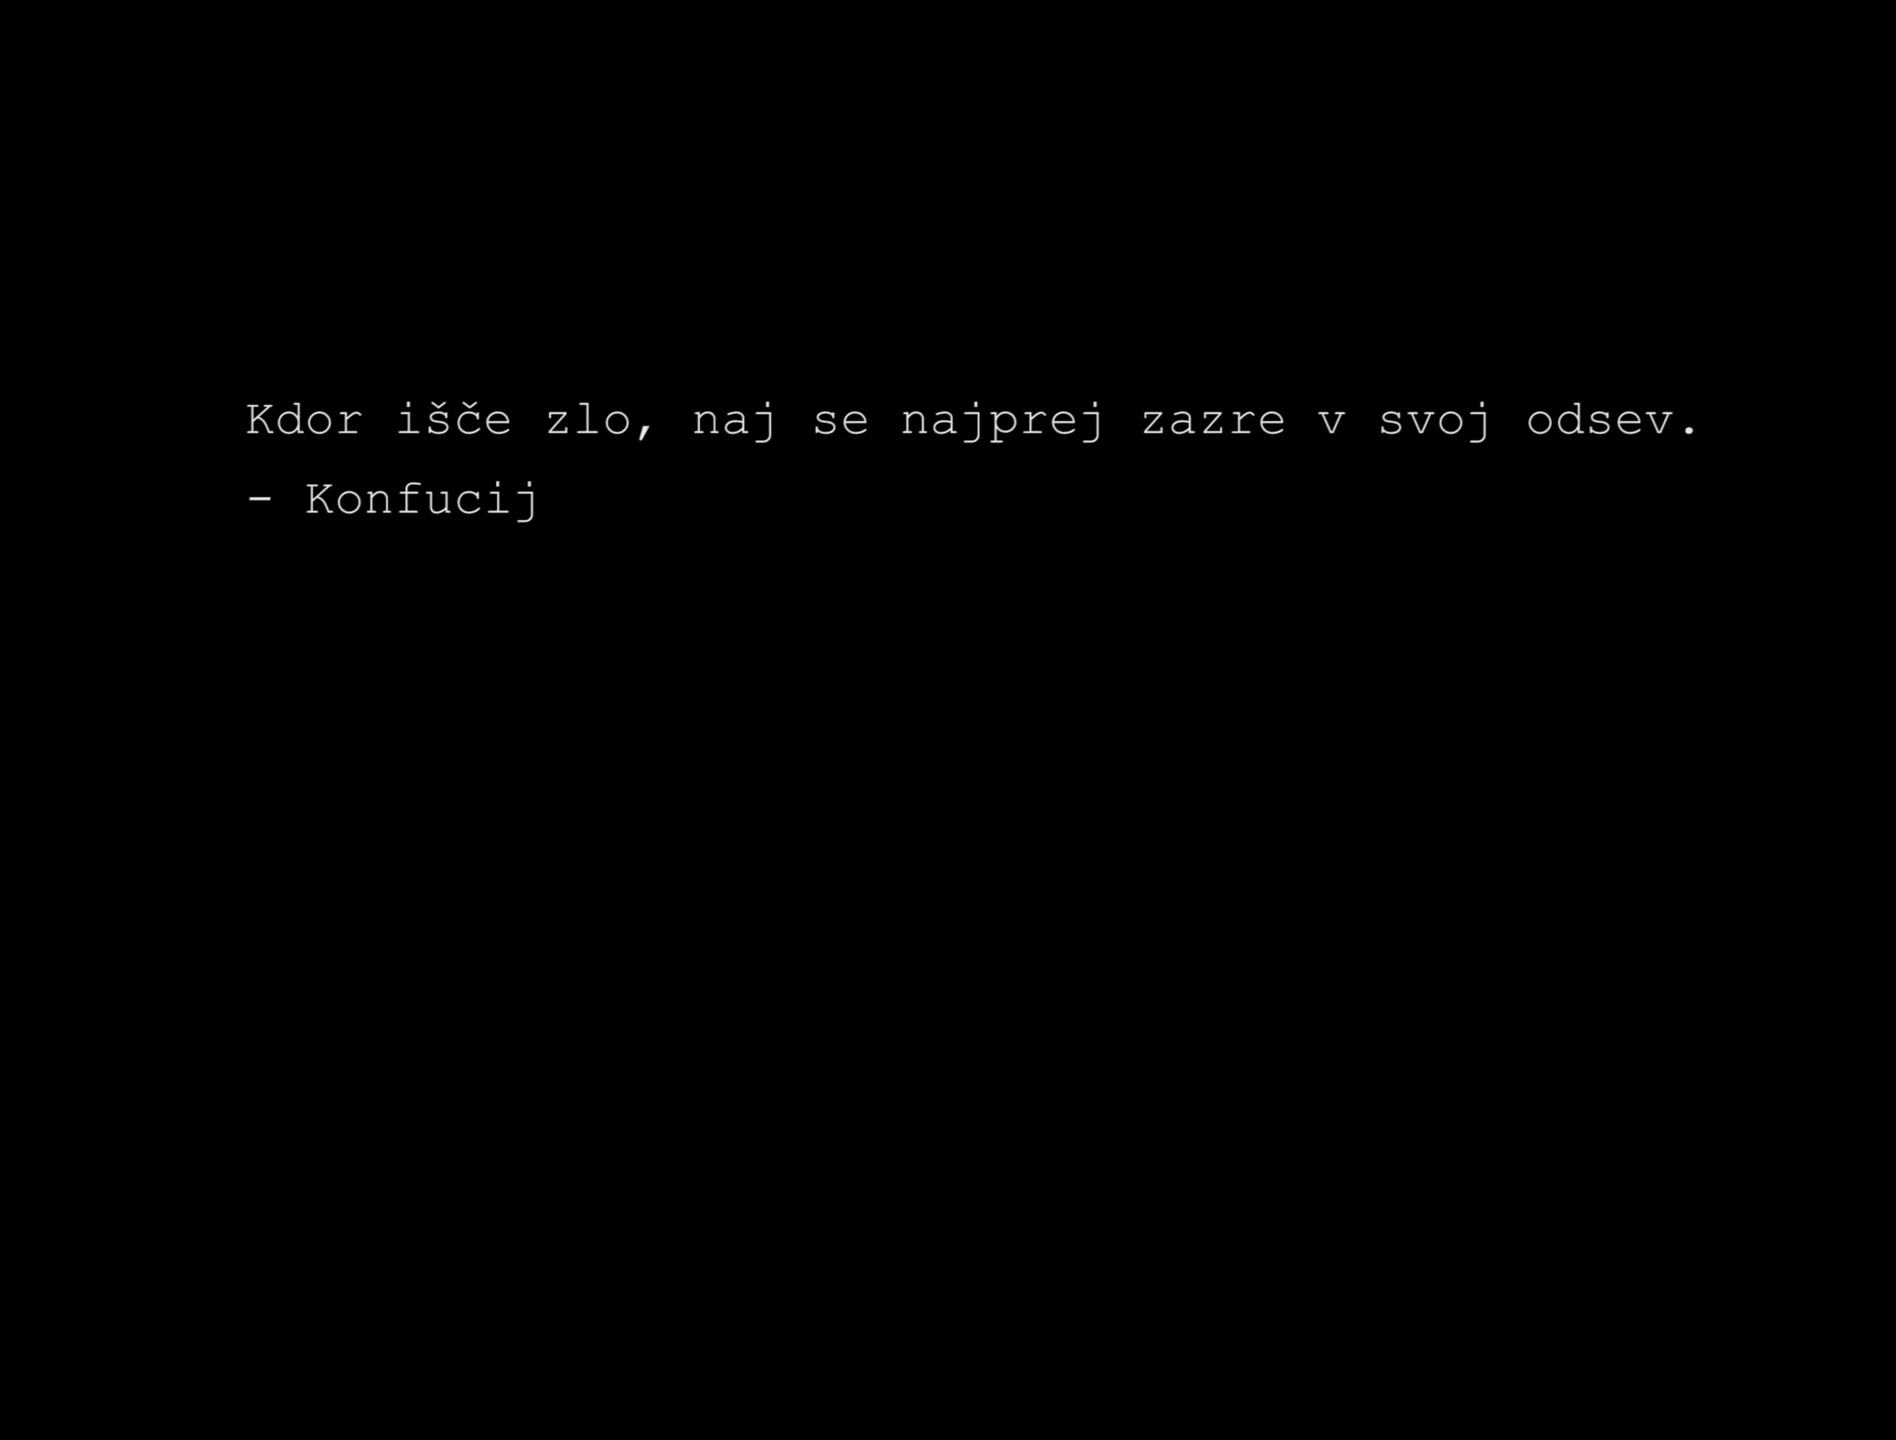 Kdor išče zlo, naj se najprej zazre v svoj odsev.
- Konfucij